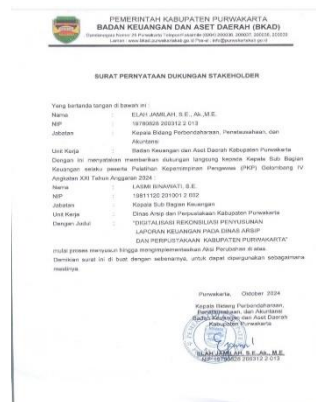 PEMERINTAH KABUPATEN PURWAKARTA
BADAN KEUANGAN DAN ASET DAERAH (BKAD)
SURAT PERNYATAAN DUKUNGAN STAKEHOLDER
Yang bertanda tangan di bawah ini :
Nama : ELAH JAMILAH, S.E., Ak.,M.E.
NIP : 19780828 200312 2 013
Jabatan : Kepala Bidang Perbendaharaan, Penatausahaan, dan
Akuntansi
Unit Kerja : Badan Keuangan dan Aset Daerah Kabupaten Purwakarta
Dengan ini menyatakan memberikan dukungan langsung kepada Kepala Sub Bagian
Keuangan selaku peserta Pelatihan Kepemimpinan Pengawas (PKP) Gelombang IV
Angkatan XXI Tahun Anggaran 2024 :
Nama : LASMI BINAWATI, S.E.
NIP : 19811120 201001 2 002
Jabatan : Kepala Sub Bagian Keuangan
Unit Kerja : Dinas Arsip dan Perpustakaan Kabupaten Purwakarta
Dengan Judul : "DIGITALISASI REKONSILIASI PENYUSUNAN
LAPORAN KEUANGAN PADA DINAS ARSIP
DAN PERPUSTAKAAN KABUPATEN PURWAKARTA"
mulai proses menyusun hingga mengimplementasikan Aksi Perubahan di atas.
Demikian surat ini di buat dengan sebenarnya, untuk dapat dipergunakan sebagaimana
mestinya.
Purwakarta, Oktober 2024
Kepala Bidang Perbendaharaan,
Penatausahaan, dan Akuntansi
Badan Keuangan dan Aset Daerah
Kabupaten Purwakarta
ELAH JAMILAH, S.E.,Ak., M.E.
NIP 19780828 200312 2 013